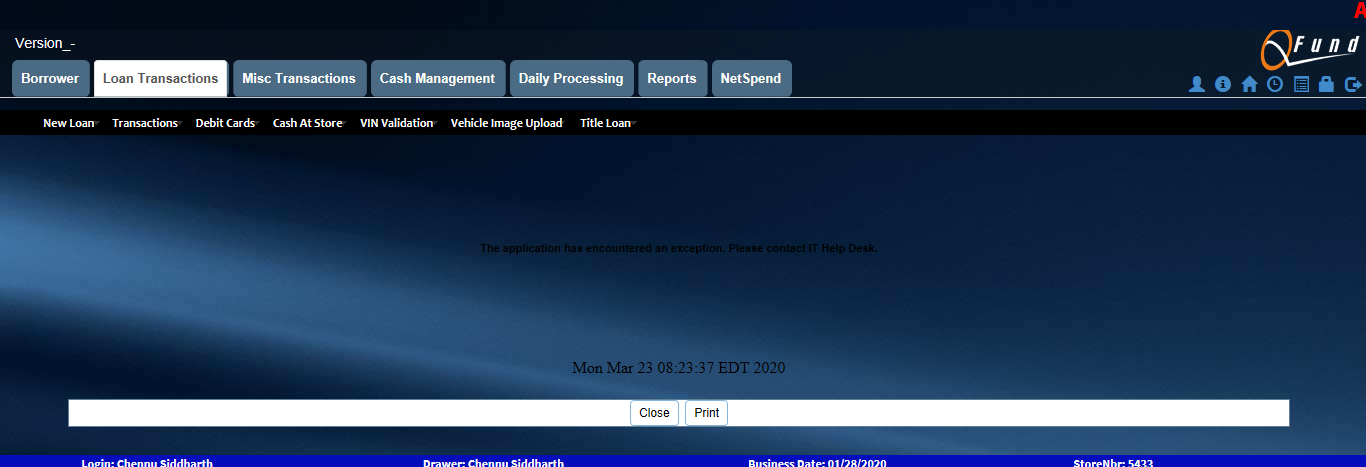 A
Version_-
QFund
Borrower Loan Transactions Misc Transactions Cash Management Daily Processing Reports NetSpend
New Loan Transactions Debit Cards Cash At Store VIN Validation Vehicle Image Upload Title Loan
The application has encountered an exception. Please contact IT Help Desk.
Mon Mar 23 08:23:37 EDT 2020
Close Print
Login: Chennu Siddharth Drawer: Chennu Siddharth Business Date: 01/28/2020 StoreNbr: 5433